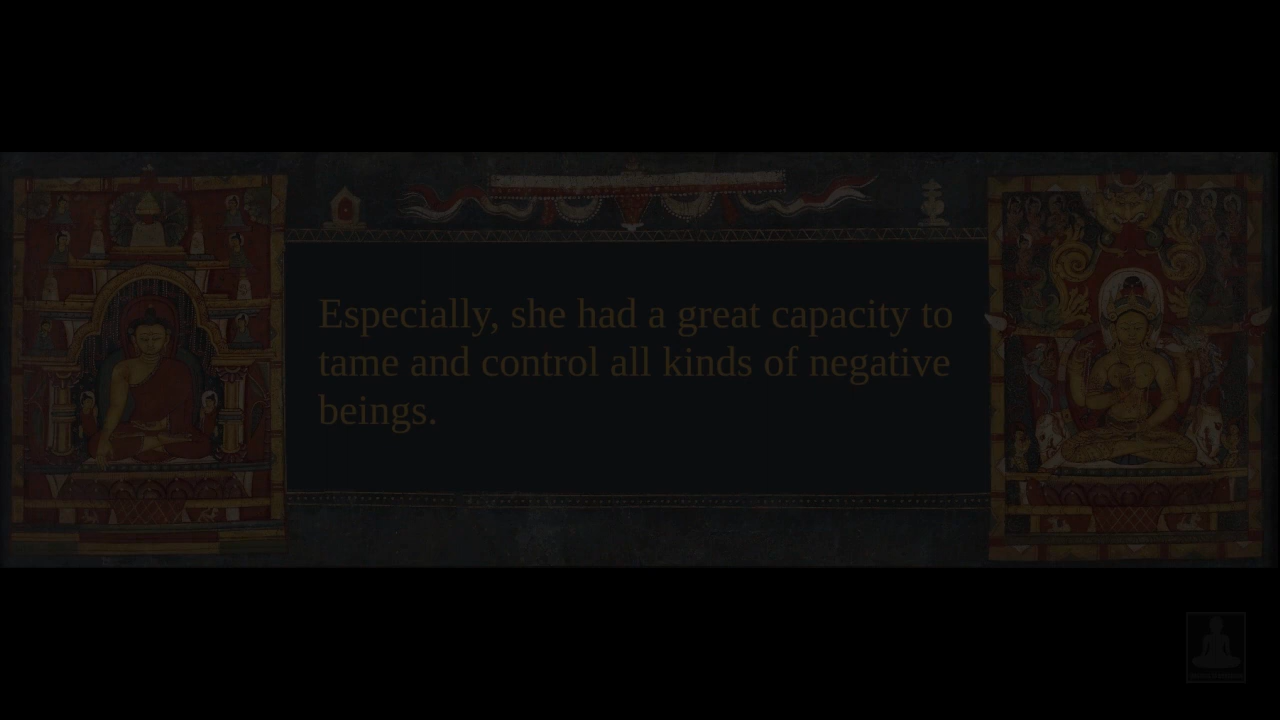 Especially, she had a great capacity to
tame and control all kinds of negative
beings.